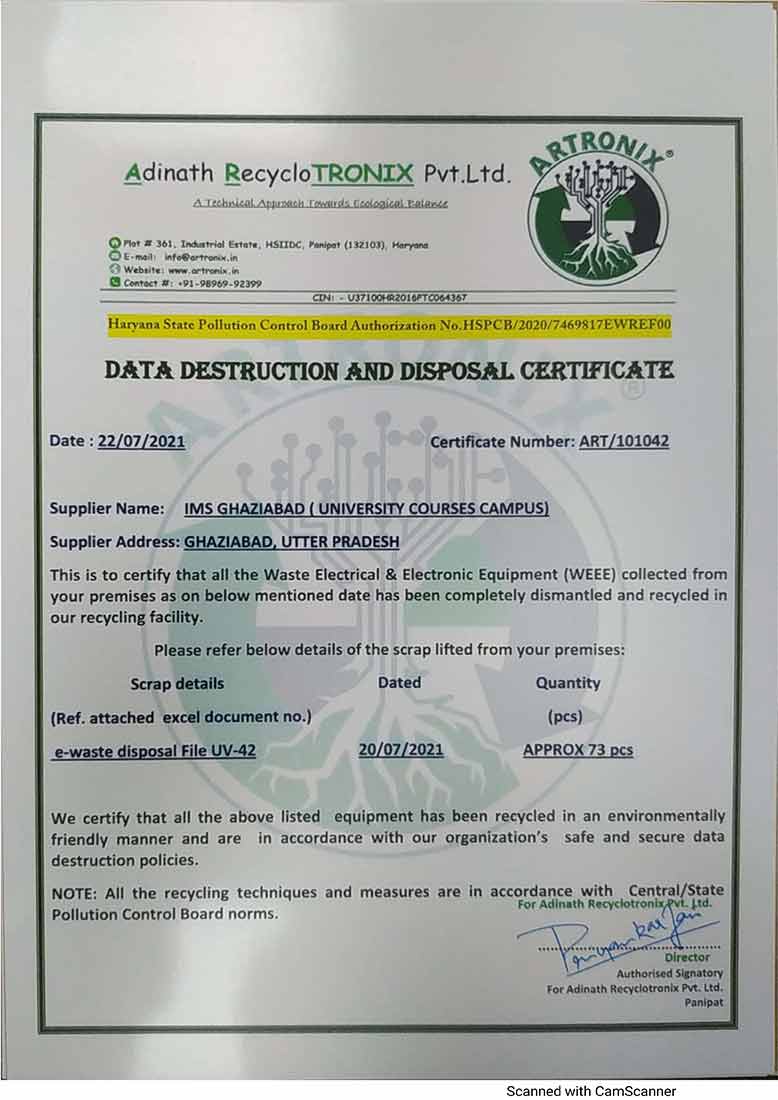 Adinath RecycloTRONIX Pvt.Ltd.
A Technical Approach Towards Ecological Balance
ARTRONIX®
Plot # 361, Industrial Estate, HSIIDC, Panipat (132103), Haryana
E-mail: info@artronix.in
Website: www.artronix.in
Contact #: +91-98969-92399
CIN: - U37100HR2016PTC064367
Haryana State Pollution Control Board Authorization No.HSPCB/2020/7469817EWREF00
DATA DESTRUCTION AND DISPOSAL CERTIFICATE
Date : 22/07/2021 Certificate Number: ART/101042
Supplier Name: IMS GHAZIABAD ( UNIVERSITY COURSES CAMPUS)
Supplier Address: GHAZIABAD, UTTER PRADESH
This is to certify that all the Waste Electrical & Electronic Equipment (WEEE) collected from
your premises as on below mentioned date has been completely dismantled and recycled in
our recycling facility.
Please refer below details of the scrap lifted from your premises:
Scrap details Dated Quantity
(Ref. attached excel document no.) (pcs)
e-waste disposal File UV-42 20/07/2021 APPROX 73 pcs
We certify that all the above listed equipment has been recycled in an environmentally
friendly manner and are in accordance with our organization's safe and secure data
destruction policies.
NOTE: All the recycling techniques and measures are in accordance with Central/State
Pollution Control Board norms.
For Adinath Recyclotronix Pvt. Ltd.
Director
Authorised Signatory
For Adinath Recyclotronix Pvt. Ltd.
Panipat
Scanned with CamScanner